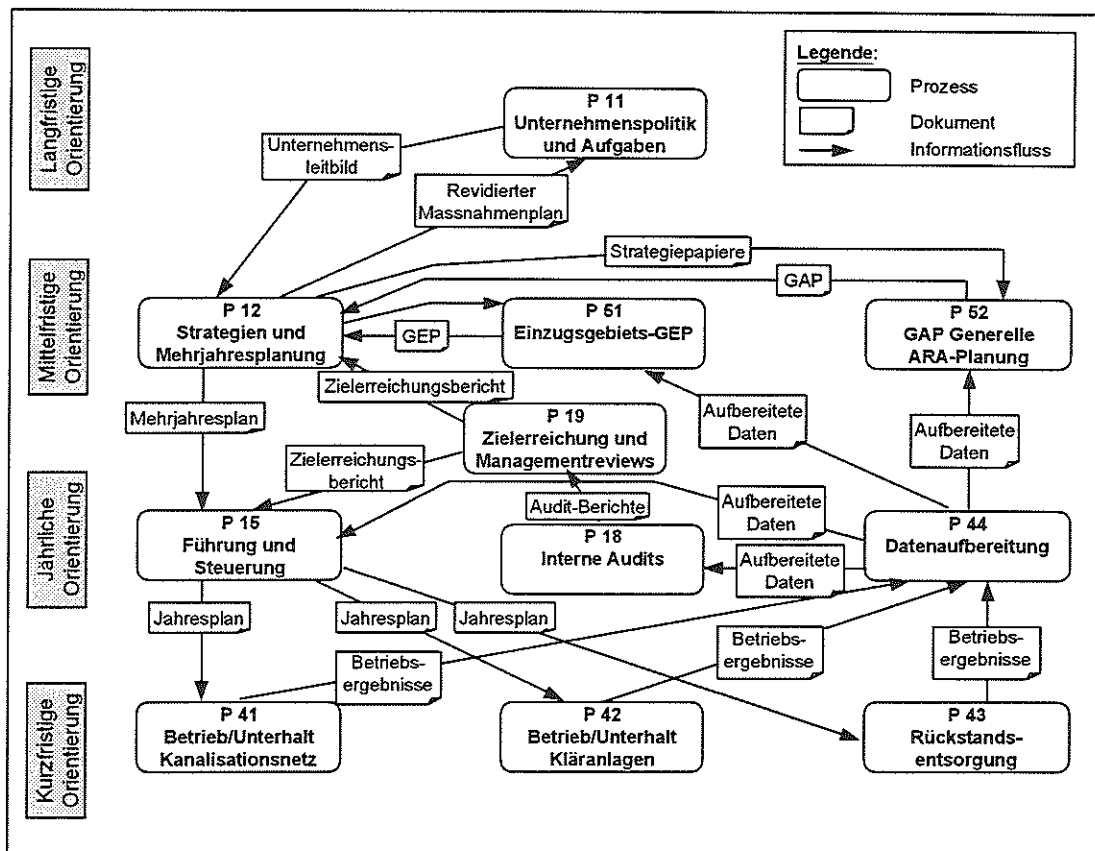 Langfristige
Orientierung
Legende:
Prozess
Dokument
Informationsfluss
P 11
Unternehmenspolitik
und Aufgaben
Unternehmens-
leitbild
Revidierter
Massnahmenplan
Mittelfristige
Orientierung
Strategiepapiere
GAP
P 12
Strategien und
Mehrjahresplanung
GEP
P 51
Einzugsgebiets-GEP
P 52
GAP Generelle
ARA-Planung
Zielerreichungsbericht
Mehrjahresplan
P 19
Zielerreichung und
Managementreviews
Aufbereitete
Daten
Aufbereitete
Daten
Zielerreichungs-
bericht
Jährliche
Orientierung
Audit-Berichte
Aufbereitete
Daten
P 15
Führung und
Steuerung
P 18
Interne Audits
Aufbereitete
Daten
P 44
Datenaufbereitung
Jahresplan
Jahresplan
Jahresplan
Betriebs-
ergebnisse
Betriebs-
ergebnisse
Betriebs-
ergebnisse
Kurzfristige
Orientierung
P 41
Betrieb/Unterhalt
Kanalisationsnetz
P 42
Betrieb/Unterhalt
Kläranlagen
P 43
Rückstands-
entsorgung